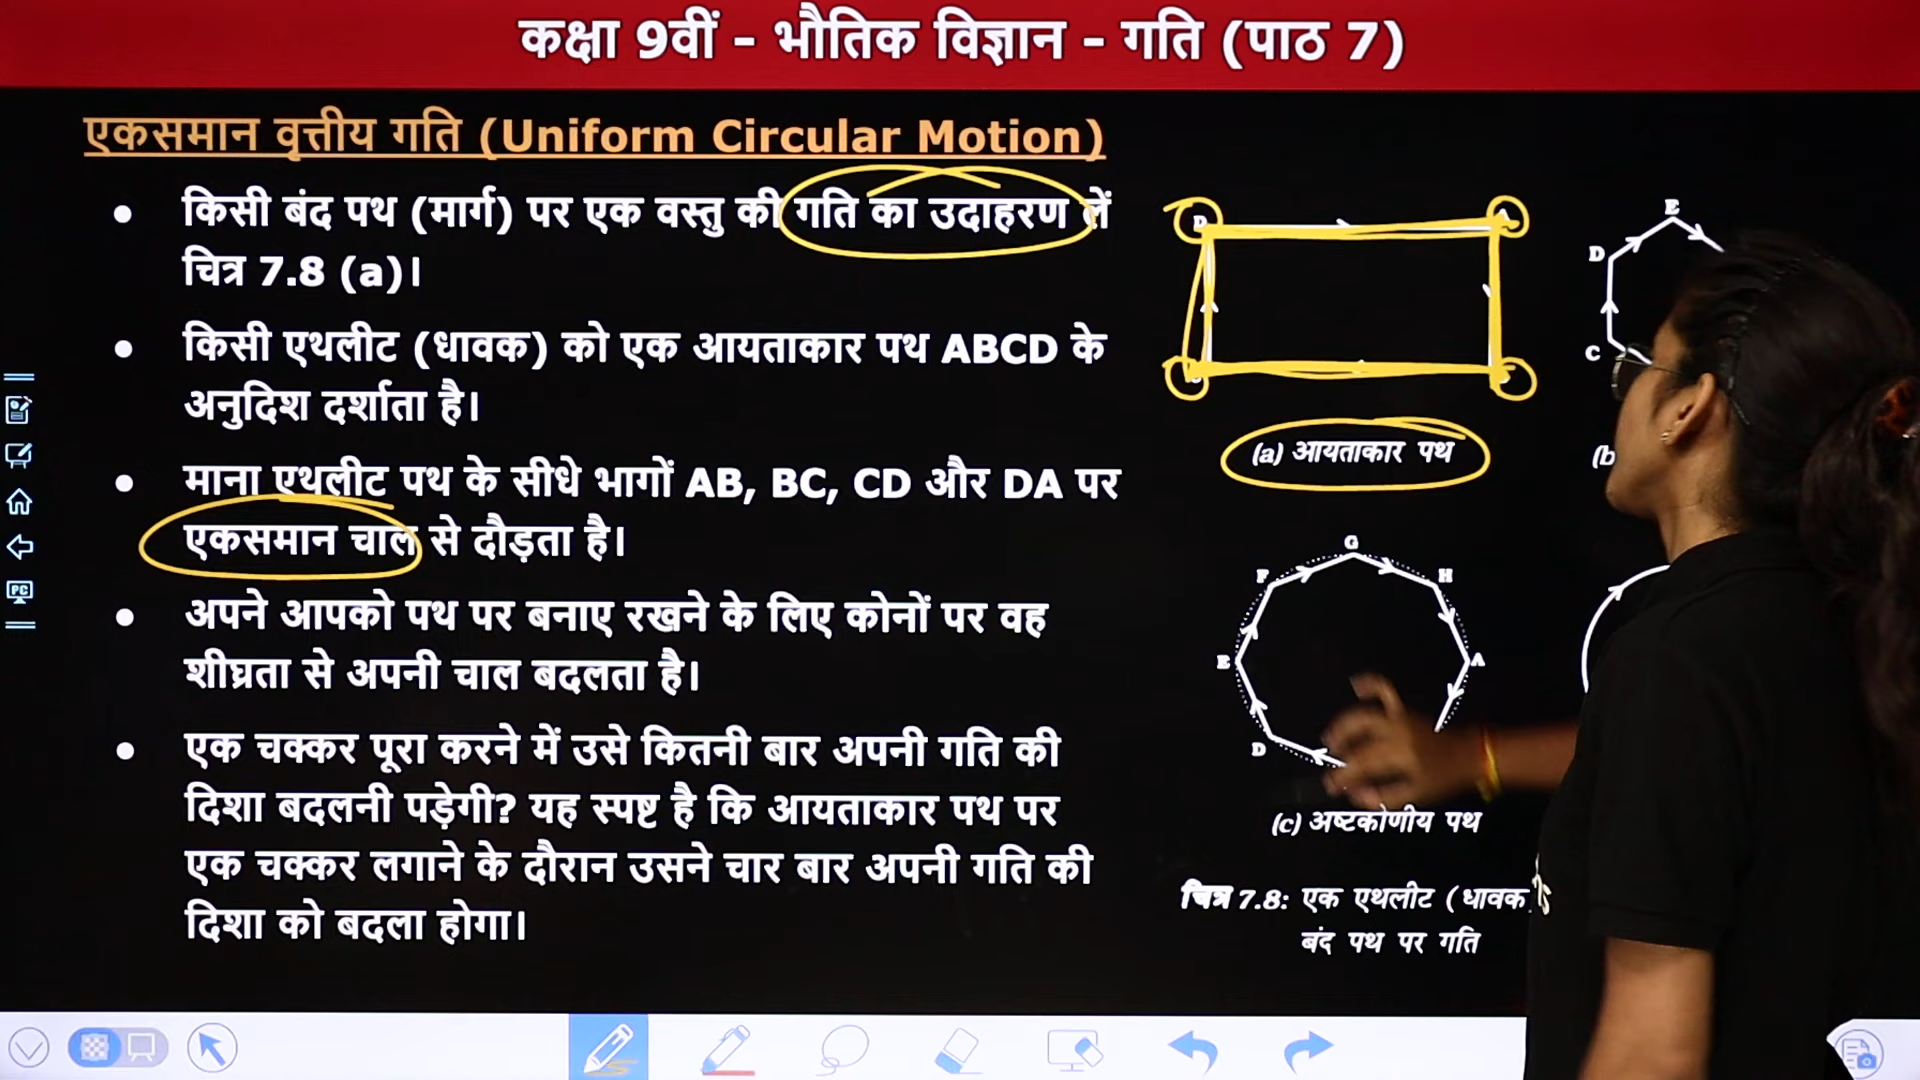 कक्षा 9वीं - भौतिक विज्ञान - गति (पाठ 7)
एकसमान वृत्तीय गति (Uniform Circular Motion)
• किसी बंद पथ (मार्ग) पर एक वस्तु की गति का उदाहरण लें
चित्र 7.8 (a)।
• किसी एथलीट (धावक) को एक आयताकार पथ ABCD के
अनुदिश दर्शाता है।
• माना एथलीट पथ के सीधे भागों AB, BC, CD और DA पर
एकसमान चाल से दौड़ता है।
• अपने आपको पथ पर बनाए रखने के लिए कोनों पर वह
शीघ्रता से अपनी चाल बदलता है।
• एक चक्कर पूरा करने में उसे कितनी बार अपनी गति की
दिशा बदलनी पड़ेगी? यह स्पष्ट है कि आयताकार पथ पर
एक चक्कर लगाने के दौरान उसने चार बार अपनी गति की
दिशा को बदला होगा।
D A
(a) आयताकार पथ
E
D
C
(b
G
F H
E A
D
(c) अष्टकोणीय पथ
चित्र 7.8: एक एथलीट (धावक
बंद पथ पर गति
PC